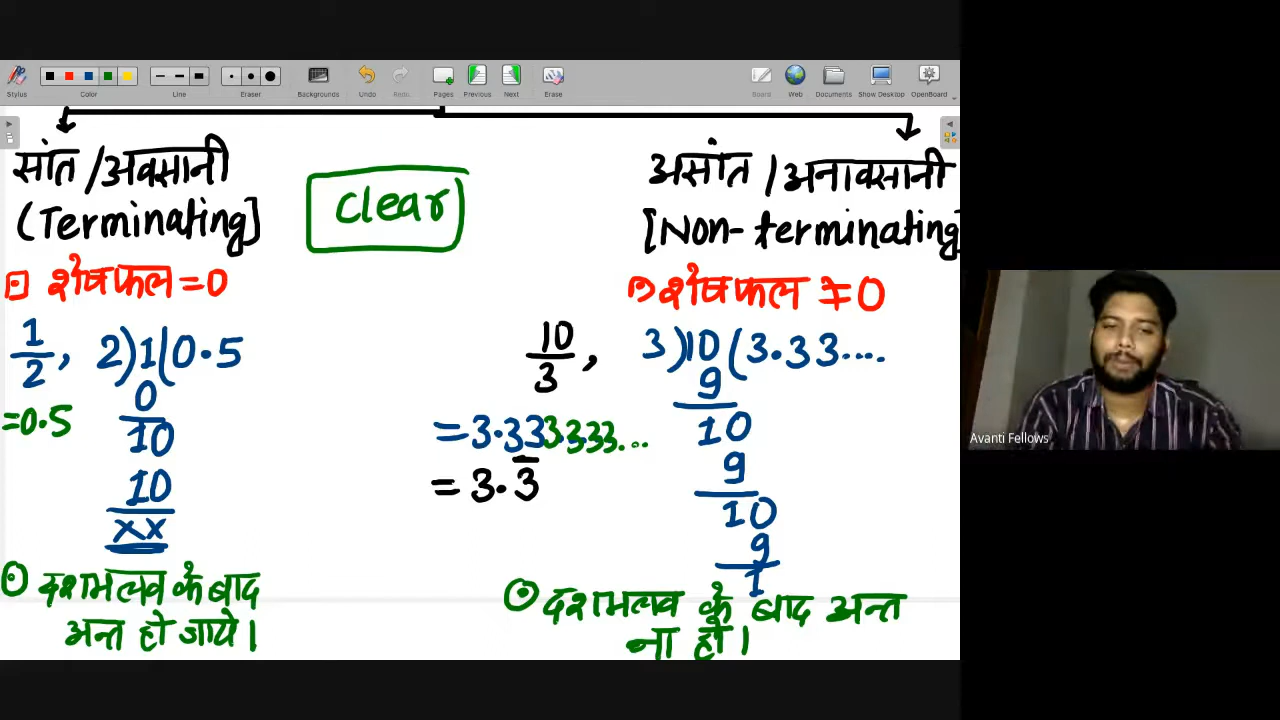 Stylus Color Line Eraser Backgrounds Undo Redo Pages Previous Next Erase Board Web Documents Show Desktop OpenBoard
सांत /अवसानी
(Terminating]
clear
असांत / अनावसानी
[Non-terminating]
शेषफल = 0
शेषफल ≠ 0
1/2, 2)1(0.5
= 0.5
0
10
10
xx
10/3, 3)10(3.33....
9
10
9
10
9
1
= 3.333333....
= 3.3̅
दशमलव के बाद
अन्त हो जाये।
दशमलव के बाद अन्त
ना हो।
Avanti Fellows